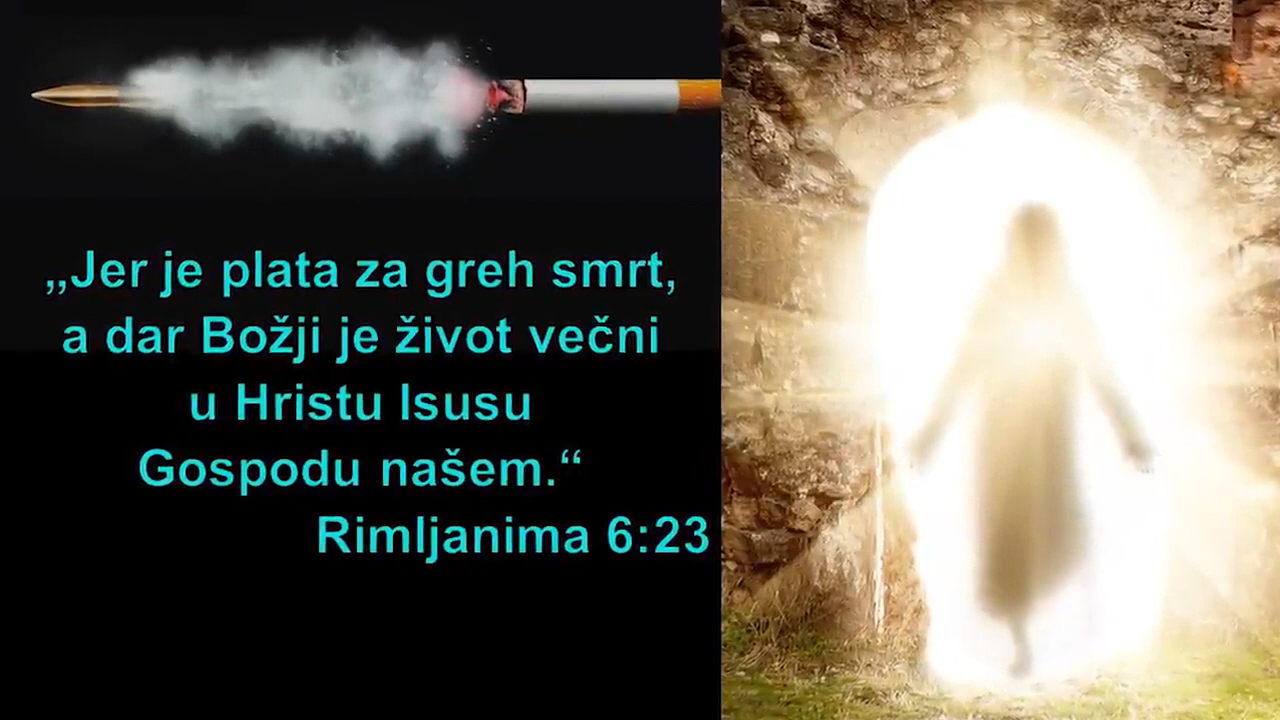 „Jer je plata za greh smrt,
a dar Božji je život večni
u Hristu Isusu
Gospodu našem.“
Rimljanima 6:23